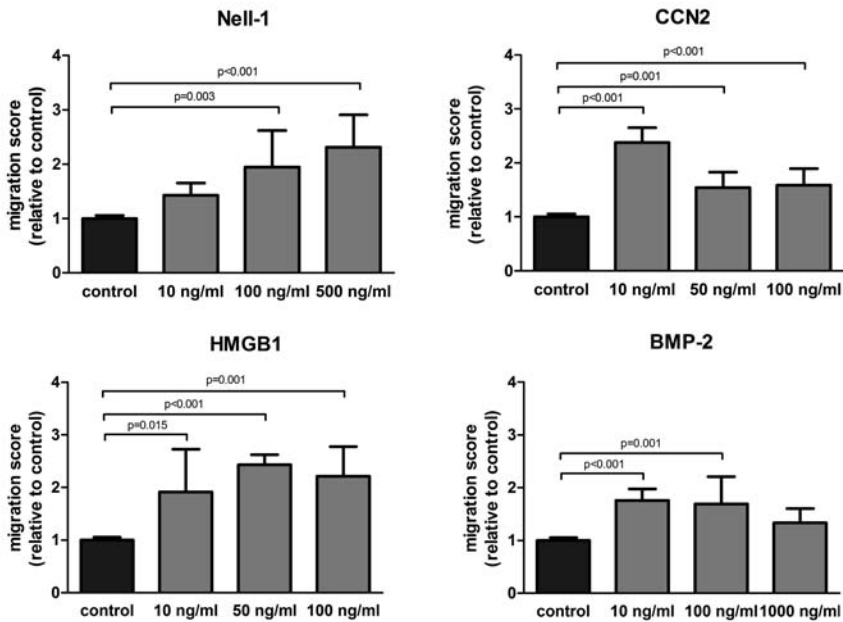 Nell-1
migration score
(relative to control)
4
3
2
1
0
p<0.001
p=0.003
control 10 ng/ml 100 ng/ml 500 ng/ml
CCN2
migration score
(relative to control)
4
3
2
1
0
p<0.001
p=0.001
p<0.001
control 10 ng/ml 50 ng/ml 100 ng/ml
HMGB1
migration score
(relative to control)
4
3
2
1
0
p=0.001
p<0.001
p=0.015
control 10 ng/ml 50 ng/ml 100 ng/ml
BMP-2
migration score
(relative to control)
4
3
2
1
0
p=0.001
p<0.001
control 10 ng/ml 100 ng/ml 1000 ng/ml